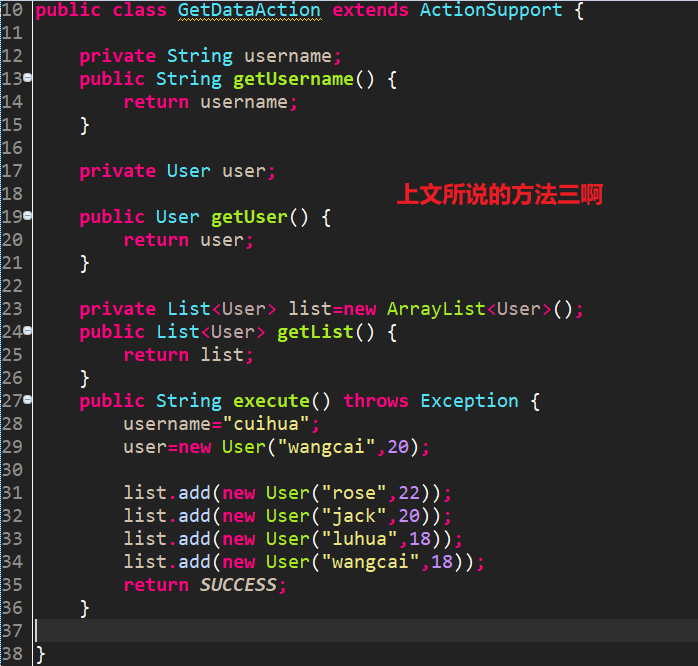 10 public class GetDataAction extends ActionSupport {
11
12     private String username;
13     public String getUsername() {
14         return username;
15     }
16
17     private User user;
18 上文所说的方法三啊
19     public User getUser() {
20         return user;
21     }
22
23     private List<User> list=new ArrayList<User>();
24     public List<User> getList() {
25         return list;
26     }
27     public String execute() throws Exception {
28         username="cuihua";
29         user=new User("wangcai",20);
30
31         list.add(new User("rose",22));
32         list.add(new User("jack",20));
33         list.add(new User("luhua",18));
34         list.add(new User("wangcai",18));
35         return SUCCESS;
36     }
37
38 }